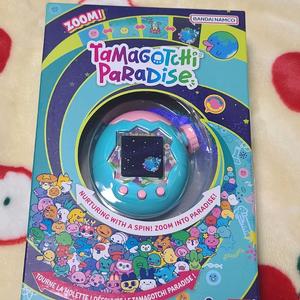 ZOOM!
BANDAI NAMCO
TAMAGOTCHI
PARADISE
NURTURING WITH A SPIN! ZOOM INTO PARADISE!
TOURNE LA MOLETTE ! DÉCOUVRE LE TAMAGOTCHI PARADISE !